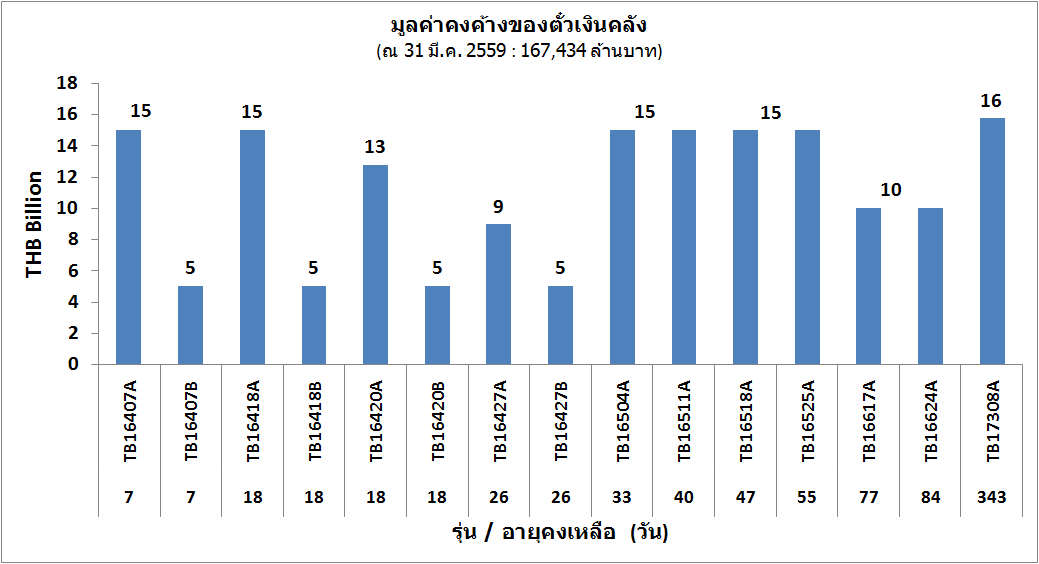 มูลค่าคงค้างของตั๋วเงินคลัง
(ณ 31 มี.ค. 2559 : 167,434 ล้านบาท)
THB Billion
18
16
14
12
10
8
6
4
2
0
15 5 15 5 13 5 9 5 15 15 10 16
TB16407A TB16407B TB16418A TB16418B TB16420A TB16420B TB16427A TB16427B TB16504A TB16511A TB16518A TB16525A TB16617A TB16624A TB17308A
7 7 18 18 18 18 26 26 33 40 47 55 77 84 343
รุ่น / อายุคงเหลือ (วัน)